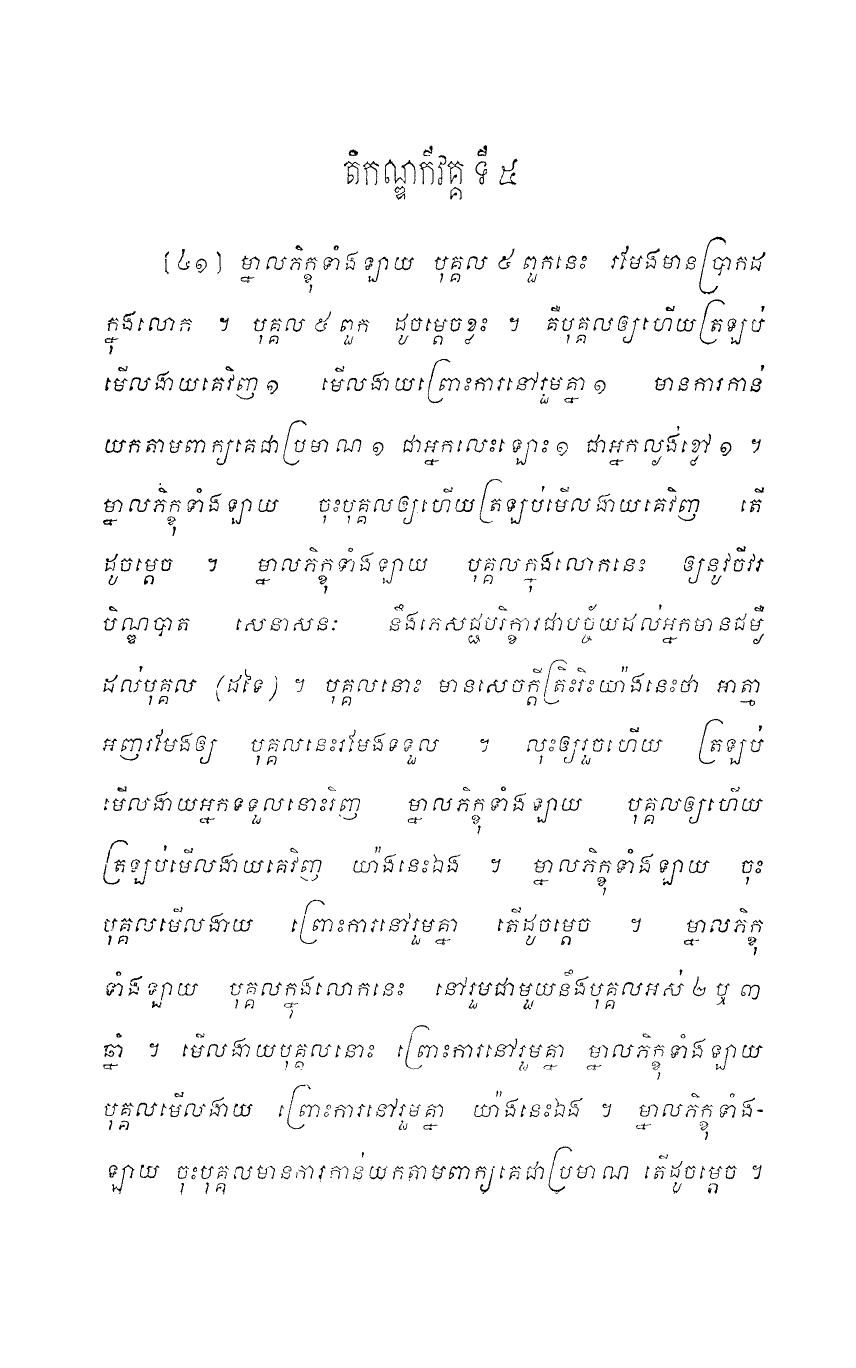 តិកណ្ឌកីវគ្គ ទី ៥
(៤១) ម្នាលភិក្ខុទាំងឡាយ បុគ្គល ៥ ពួកនេះ រមែងមានប្រាកដ
ក្នុងលោក ។ បុគ្គល ៥ ពួក ដូចម្តេចខ្លះ ។ គឺបុគ្គលឲ្យហើយត្រឡប់
មើលងាយគេវិញ ១ មើលងាយព្រោះការនៅរួមគ្នា ១ មានការកាន់
យកតាមពាក្យគេជាប្រមាណ ១ ជាអ្នកលេះឡោះ ១ ជាអ្នកល្ងង់ខ្លៅ ១ ។
ម្នាលភិក្ខុទាំងឡាយ ចុះបុគ្គលឲ្យហើយត្រឡប់មើលងាយគេវិញ តើ
ដូចម្តេច ។ ម្នាលភិក្ខុទាំងឡាយ បុគ្គលក្នុងលោកនេះ ឲ្យនូវចីវរ
បិណ្ឌបាត សេនាសនៈ នឹងភេសជ្ជបរិក្ខារជាបច្ច័យដល់អ្នកមានជម្ងឺ
ដល់បុគ្គល (ដទៃ) ។ បុគ្គលនោះ មានសេចក្តីត្រិះរិះយ៉ាងនេះថា អាត្មា
អញរមែងឲ្យ បុគ្គលនេះរមែងទទួល ។ លុះឲ្យរួចហើយ ត្រឡប់
មើលងាយអ្នកទទួលនោះវិញ ម្នាលភិក្ខុទាំងឡាយ បុគ្គលឲ្យហើយ
ត្រឡប់មើលងាយគេវិញ យ៉ាងនេះឯង ។ ម្នាលភិក្ខុទាំងឡាយ ចុះ
បុគ្គលមើលងាយ ព្រោះការនៅរួមគ្នា តើដូចម្តេច ។ ម្នាលភិក្ខុ
ទាំងឡាយ បុគ្គលក្នុងលោកនេះ នៅរួមជាមួយនឹងបុគ្គលអស់ ២ ឬ ៣
ឆ្នាំ ។ មើលងាយបុគ្គលនោះ ព្រោះការនៅរួមគ្នា ម្នាលភិក្ខុទាំងឡាយ
បុគ្គលមើលងាយ ព្រោះការនៅរួមគ្នា យ៉ាងនេះឯង ។ ម្នាលភិក្ខុទាំង-
ឡាយ ចុះបុគ្គលមានការកាន់យកតាមពាក្យគេជាប្រមាណ តើដូចម្តេច ។